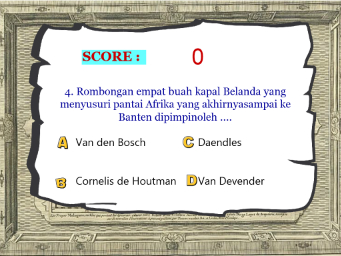 SCORE : 0
4. Rombongan empat buah kapal Belanda yang
menyusuri pantai Afrika yang akhirnyasampai ke
Banten dipimpinoleh ....
A Van den Bosch
C Daendles
B Cornelis de Houtman
D Van Devender